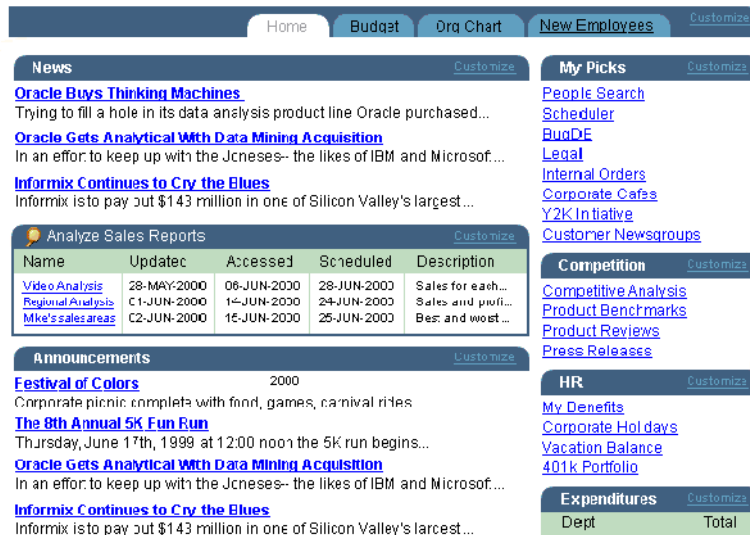 Home Budget Org Chart New Employees Customize
News Customize
Oracle Buys Thinking Machines
Trying to fill a hole in its data analysis product line Oracle purchased...
Oracle Gets Analytical With Data Mining Acquisition
In an effort to keep up with the Joneses-- the likes of IBM and Microsoft....
Informix Continues to Cry the Blues
Informix is to pay out $143 million in one of Silicon Valley's largest...
Analyze Sales Reports Customize
Name Updated Accessed Scheduled Description
Video Analysis 28-MAY-2000 06-JUN-2000 28-JUN-2000 Sales for each...
Regional Analysis 01-JUN-2000 14-JUN-2000 24-JUN-2000 Sales and profi...
Mike's sales areas 02-JUN-2000 15-JUN-2000 25-JUN-2000 Best and worst...
Announcements Customize
Festival of Colors 2000
Corporate picnic complete with food, games, carnival rides
The 8th Annual 5K Fun Run
Thursday, June 17th, 1999 at 12:00 noon the 5K run begins...
Oracle Gets Analytical With Data Mining Acquisition
In an effort to keep up with the Joneses-- the likes of IBM and Microsoft....
Informix Continues to Cry the Blues
Informix is to pay out $143 million in one of Silicon Valley's largest...
My Picks Customize
People Search
Scheduler
BugDE
Legal
Internal Orders
Corporate Cafes
Y2K Initiative
Customer Newsgroups
Competition Customize
Competitive Analysis
Product Benchmarks
Product Reviews
Press Releases
HR Customize
My Benefits
Corporate Holidays
Vacation Balance
401k Portfolio
Expenditures Customize
Dept Total